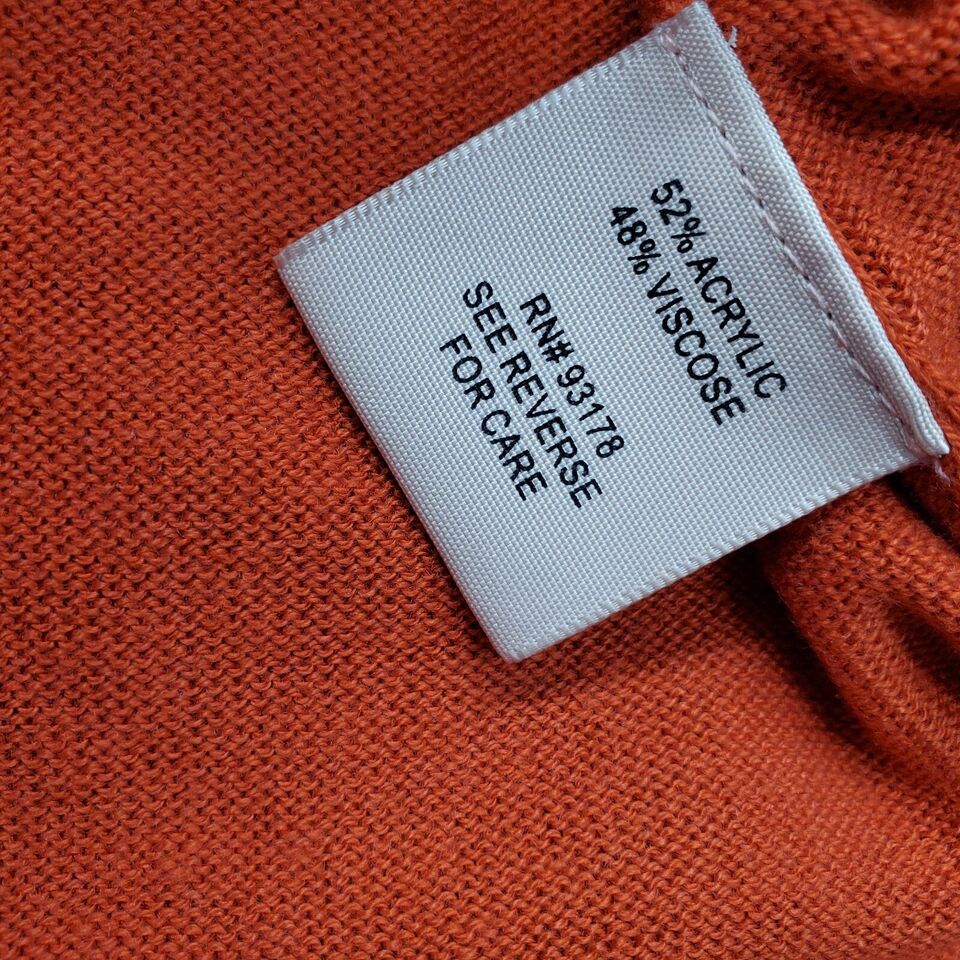 52% ACRYLIC
48% VISCOSE
RN# 93178
SEE REVERSE
FOR CARE